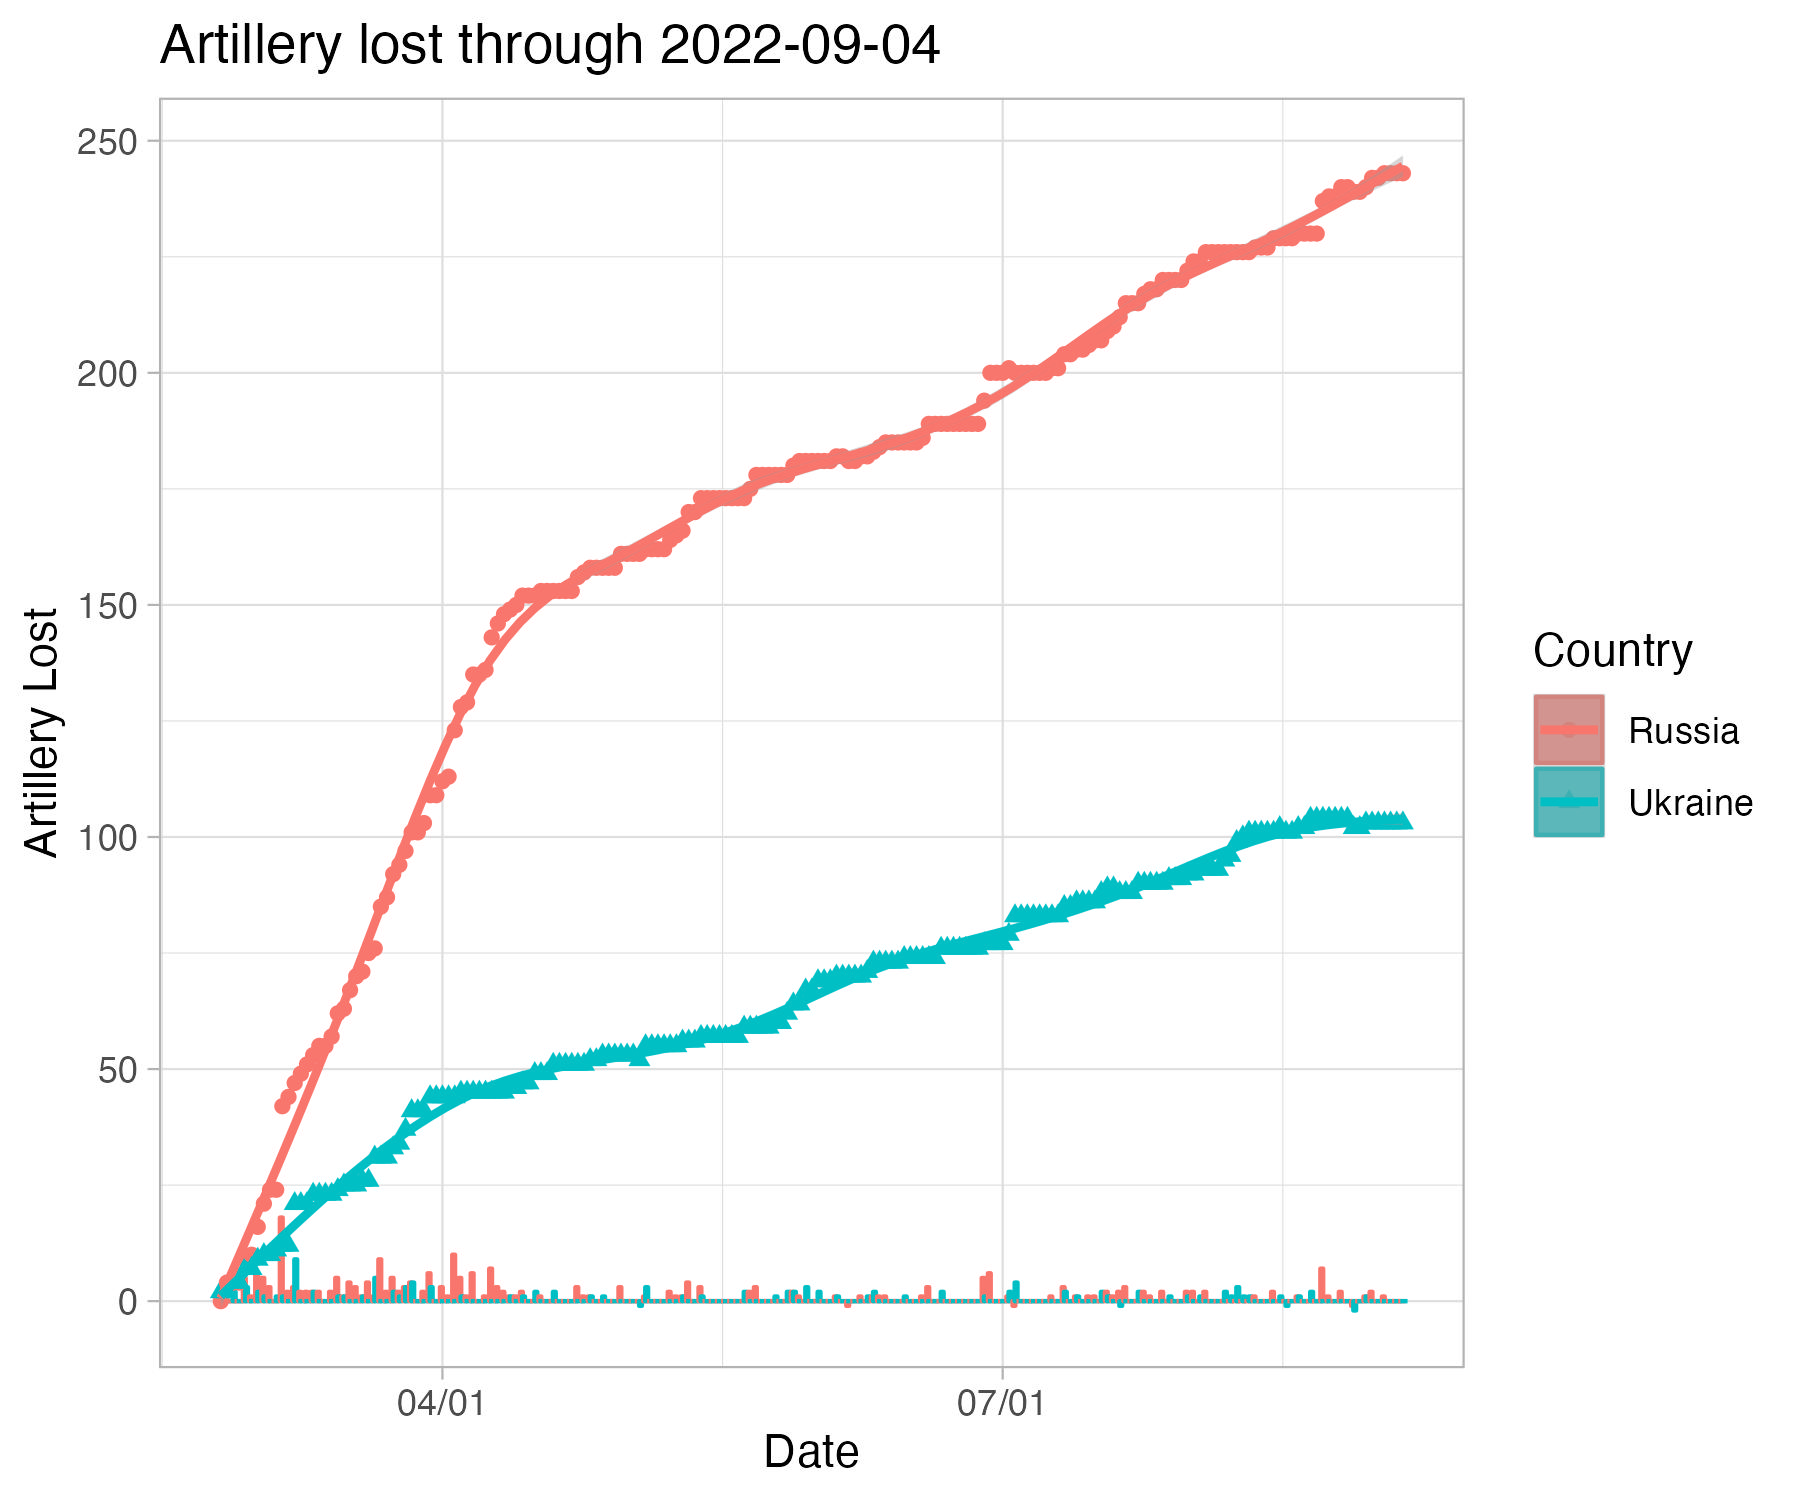 Artillery lost through 2022-09-04
Artillery Lost
250
200
150
100
50
0
04/01
07/01
Date
Country
Russia
Ukraine